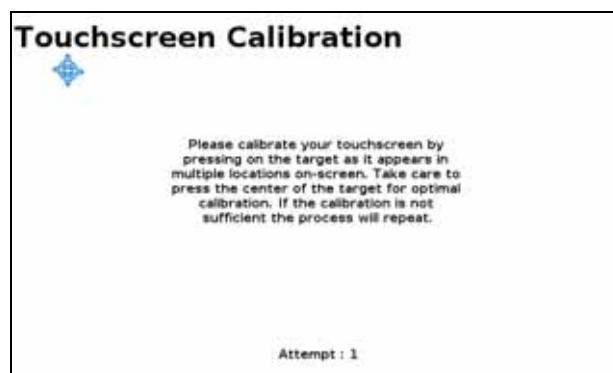 Touchscreen Calibration
Please calibrate your touchscreen by
pressing on the target as it appears in
multiple locations on-screen. Take care to
press the center of the target for optimal
calibration. If the calibration is not
sufficient the process will repeat.
Attempt : 1